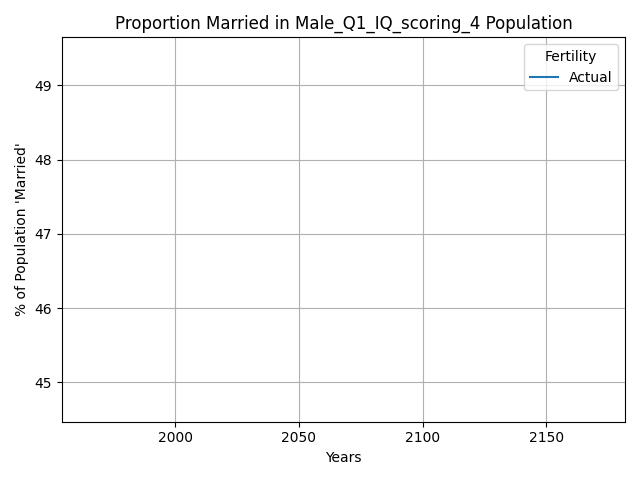 Proportion Married in Male_Q1_IQ_scoring_4 Population
Fertility
Actual
% of Population 'Married'
49
48
47
46
45
2000 2050 2100 2150
Years